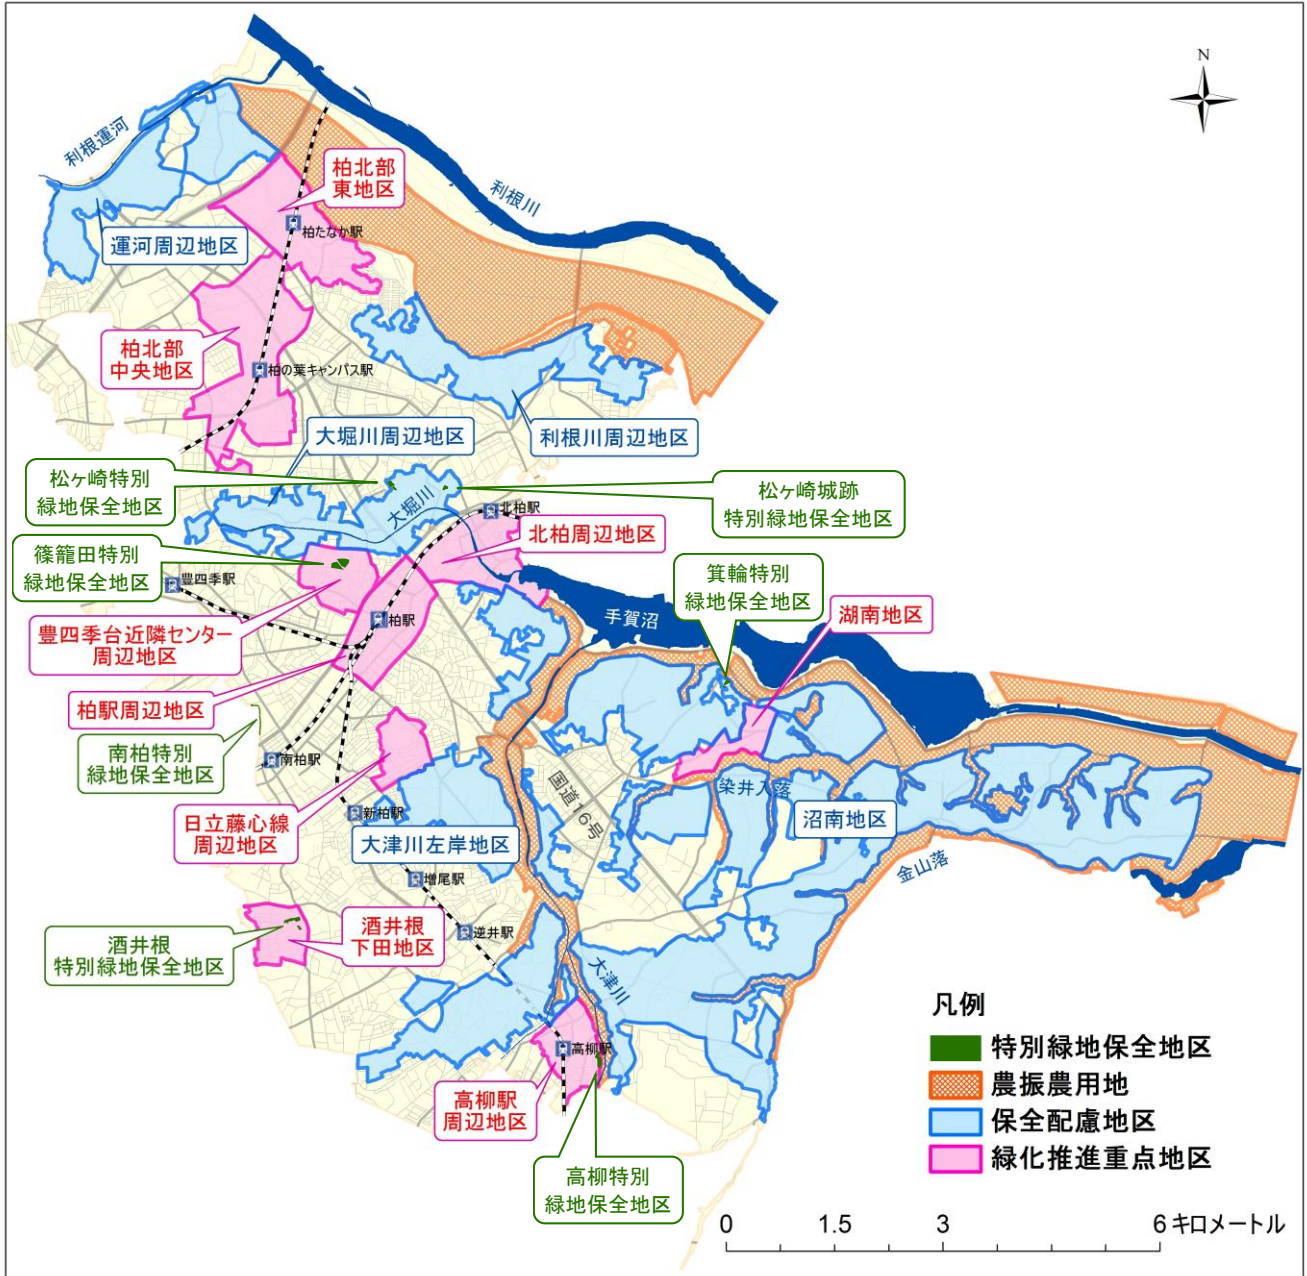 N
利根運河
利根川
柏北部
東地区
柏たなか駅
運河周辺地区
柏北部
中央地区
柏の葉キャンパス駅
大堀川周辺地区
利根川周辺地区
松ヶ崎特別
緑地保全地区
大堀川
松ヶ崎城跡
特別緑地保全地区
北柏駅
北柏周辺地区
篠籠田特別
緑地保全地区
豊四季駅
箕輪特別
緑地保全地区
手賀沼
湖南地区
豊四季台近隣センター
周辺地区
柏駅
柏駅周辺地区
南柏特別
緑地保全地区
南柏駅
国道16号
染井入落
沼南地区
日立藤心線
周辺地区
新柏駅
大津川左岸地区
増尾駅
金山落
酒井根
下田地区
逆井駅
酒井根
特別緑地保全地区
大津川
高柳駅
高柳駅
周辺地区
高柳特別
緑地保全地区
凡例
特別緑地保全地区
農振農用地
保全配慮地区
緑化推進重点地区
0 1.5 3 6 キロメートル